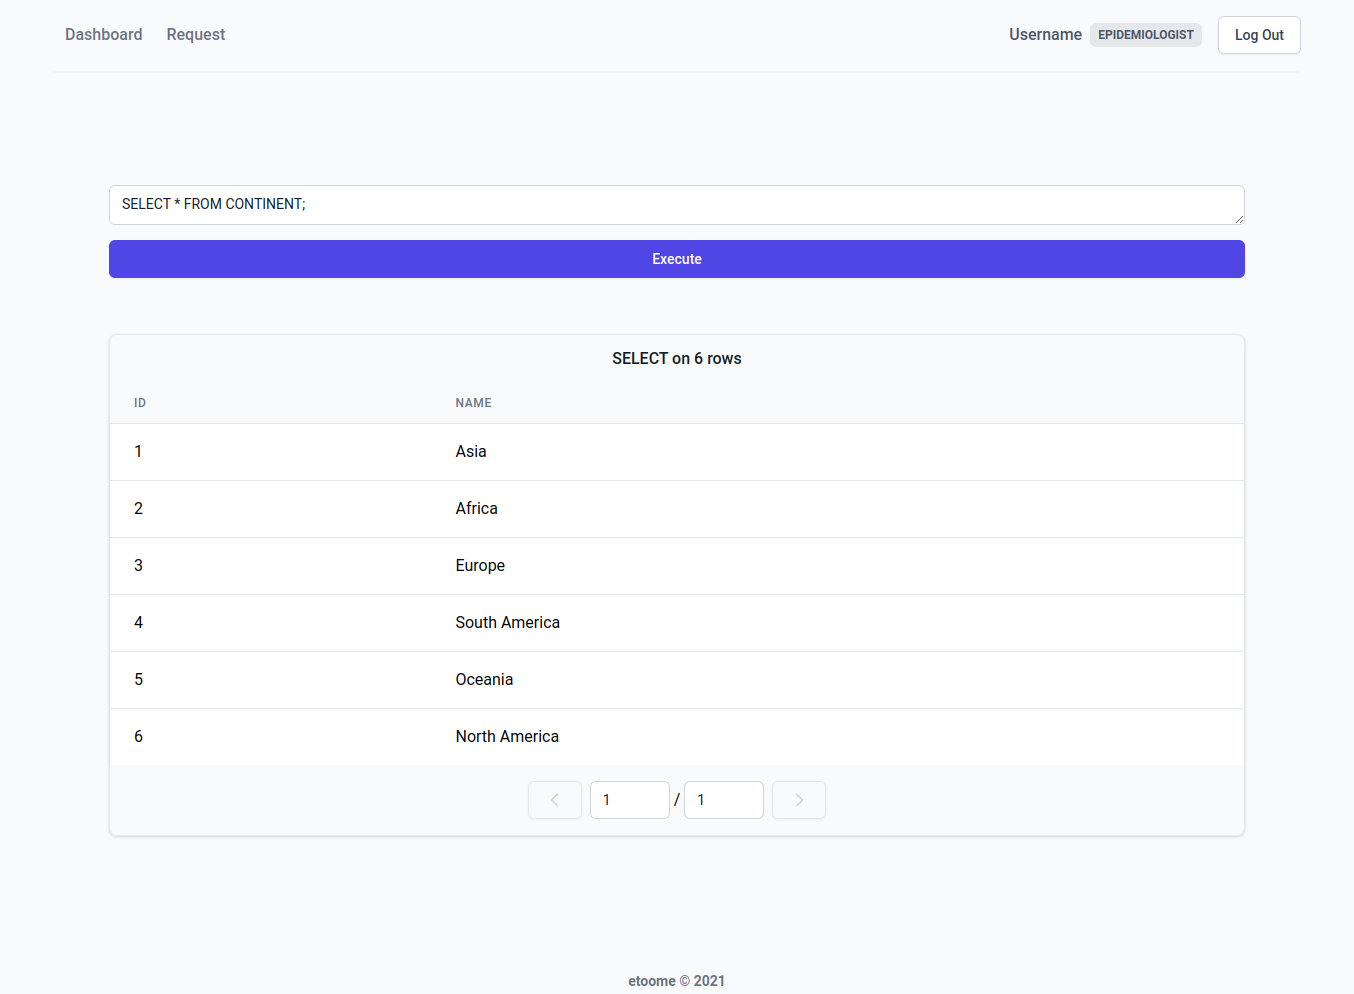 Dashboard Request Username EPIDEMIOLOGIST Log Out
SELECT * FROM CONTINENT;
Execute
SELECT on 6 rows
ID NAME
1 Asia
2 Africa
3 Europe
4 South America
5 Oceania
6 North America
1 / 1
etoome © 2021